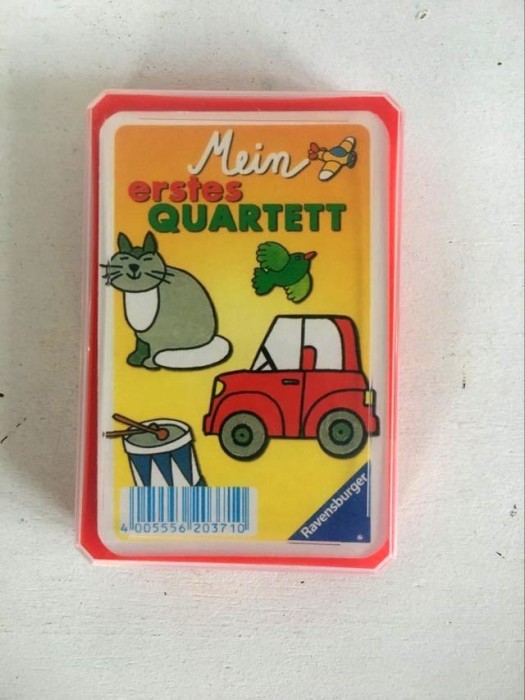 Mein
erstes
QUARTETT
Ravensburger
4 005556 203710